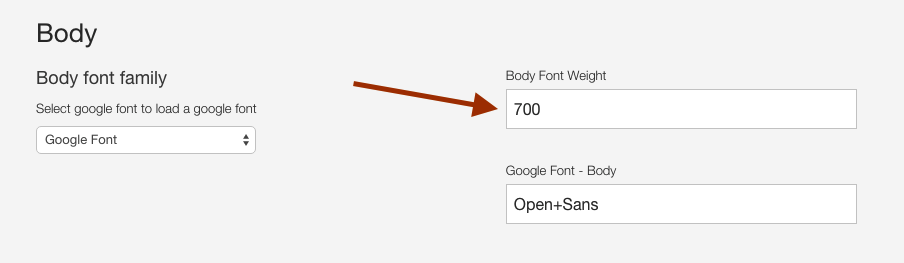 Body
Body font family
Select google font to load a google font
Google Font
Body Font Weight
700
Google Font - Body
Open+Sans